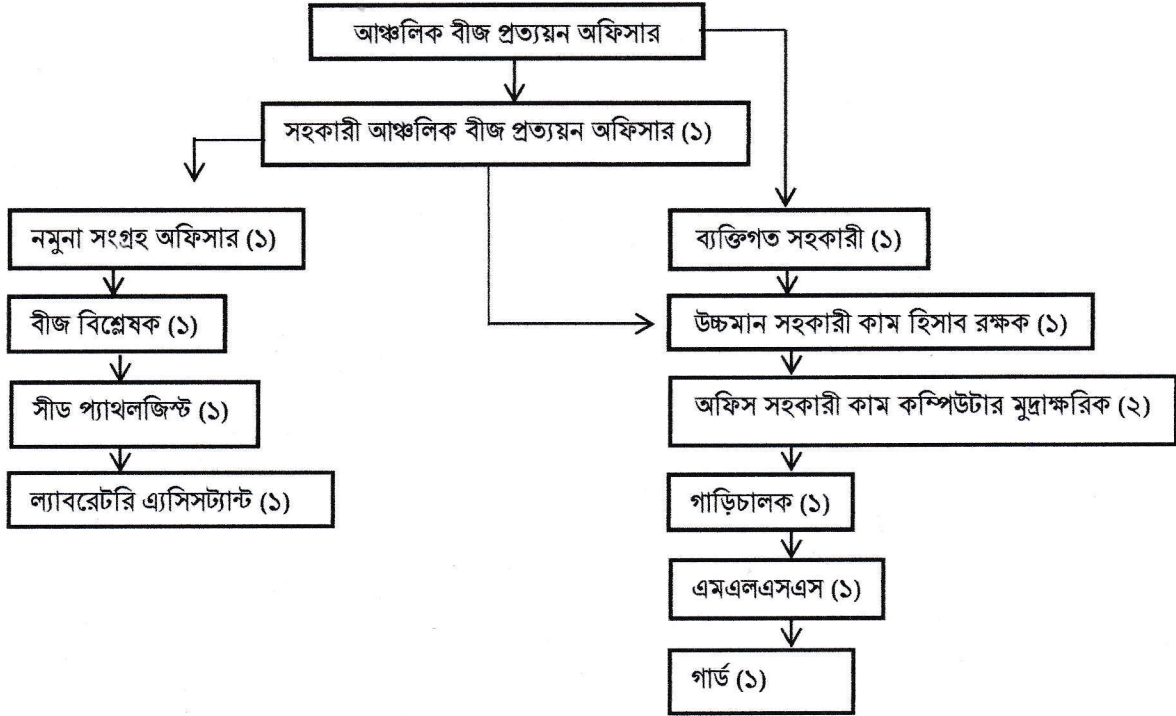 আঞ্চলিক বীজ প্রত্যয়ন অফিসার
সহকারী আঞ্চলিক বীজ প্রত্যয়ন অফিসার (১)
নমুনা সংগ্রহ অফিসার (১)
বীজ বিশ্লেষক (১)
সীড প্যাথলজিস্ট (১)
ল্যাবরেটরি এ্যসিসট্যান্ট (১)
ব্যক্তিগত সহকারী (১)
উচ্চমান সহকারী কাম হিসাব রক্ষক (১)
অফিস সহকারী কাম কম্পিউটার মুদ্রাক্ষরিক (২)
গাড়িচালক (১)
এমএলএসএস (১)
গার্ড (১)